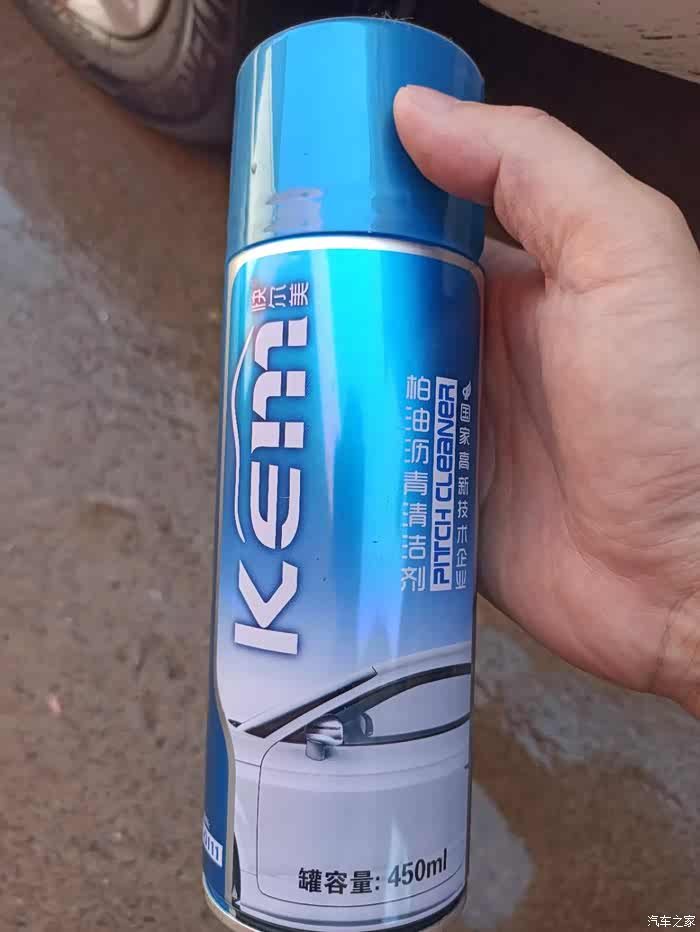 快尔美
KEM
柏油沥青清洁剂
PITCH CLEANER
国家高新技术企业
罐容量: 450ml
汽车之家